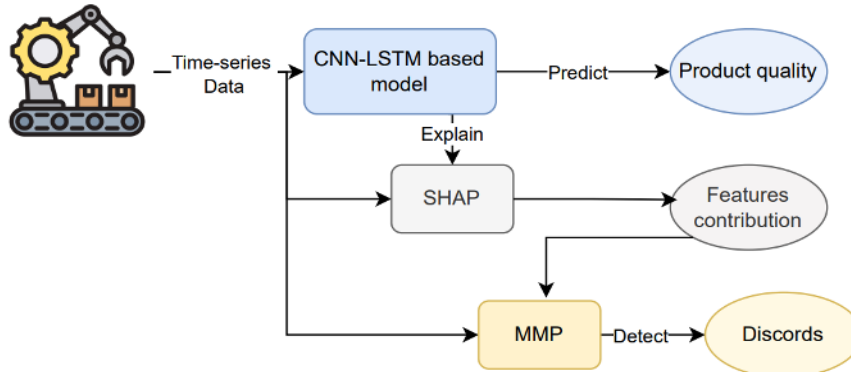 Time-series
Data
CNN-LSTM based
model
Predict
Product quality
Explain
SHAP
Features
contribution
MMP
Detect
Discords